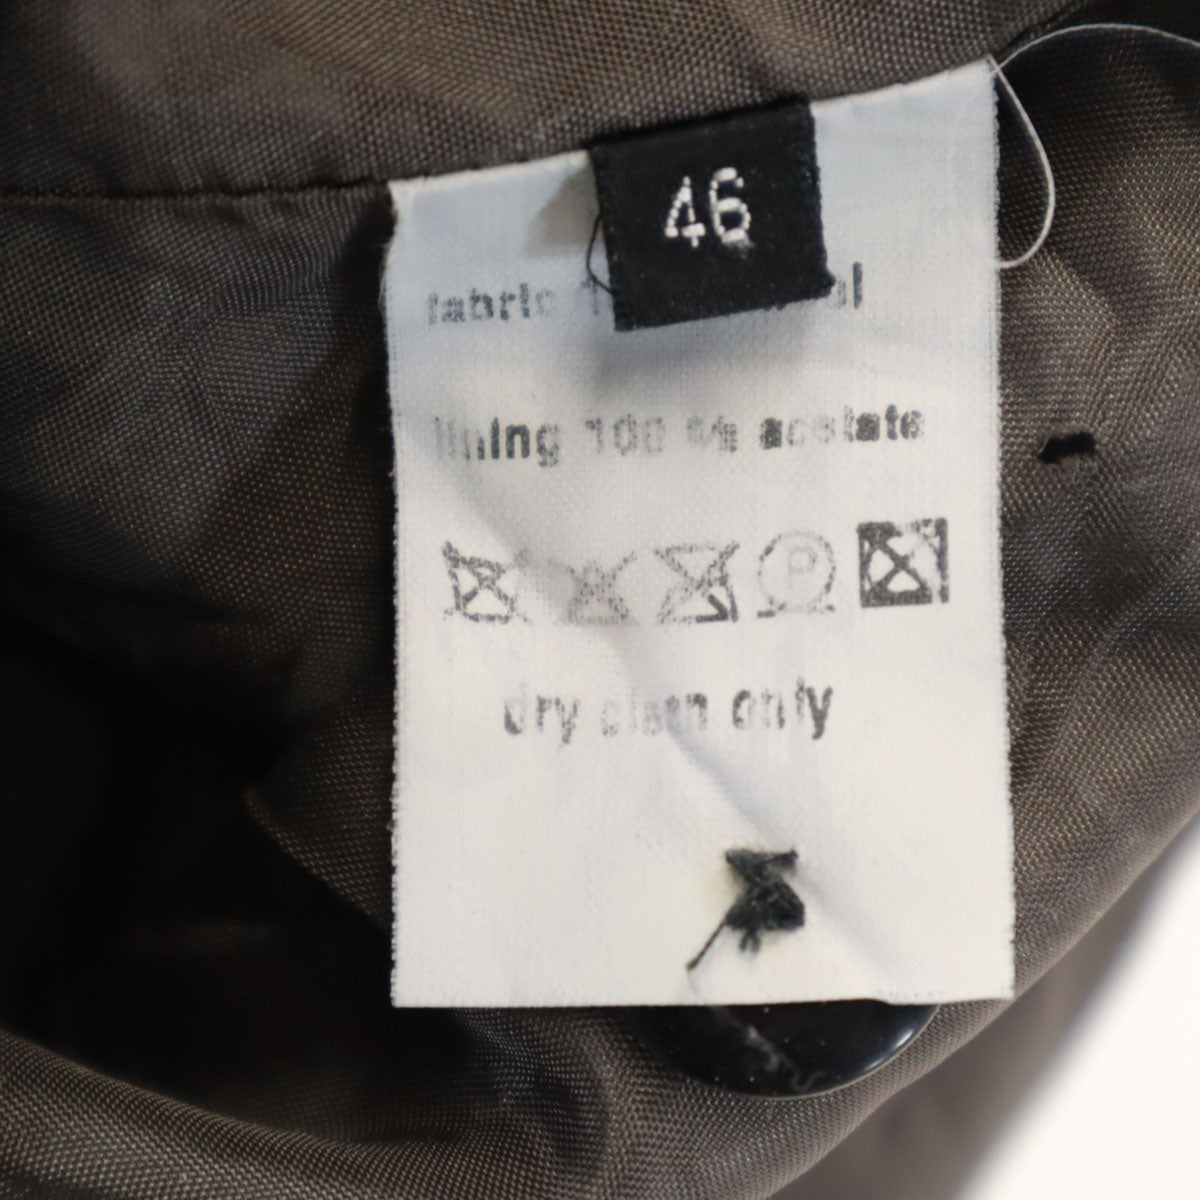 46
fabric
lining 100 % acetate
P
dry clean only